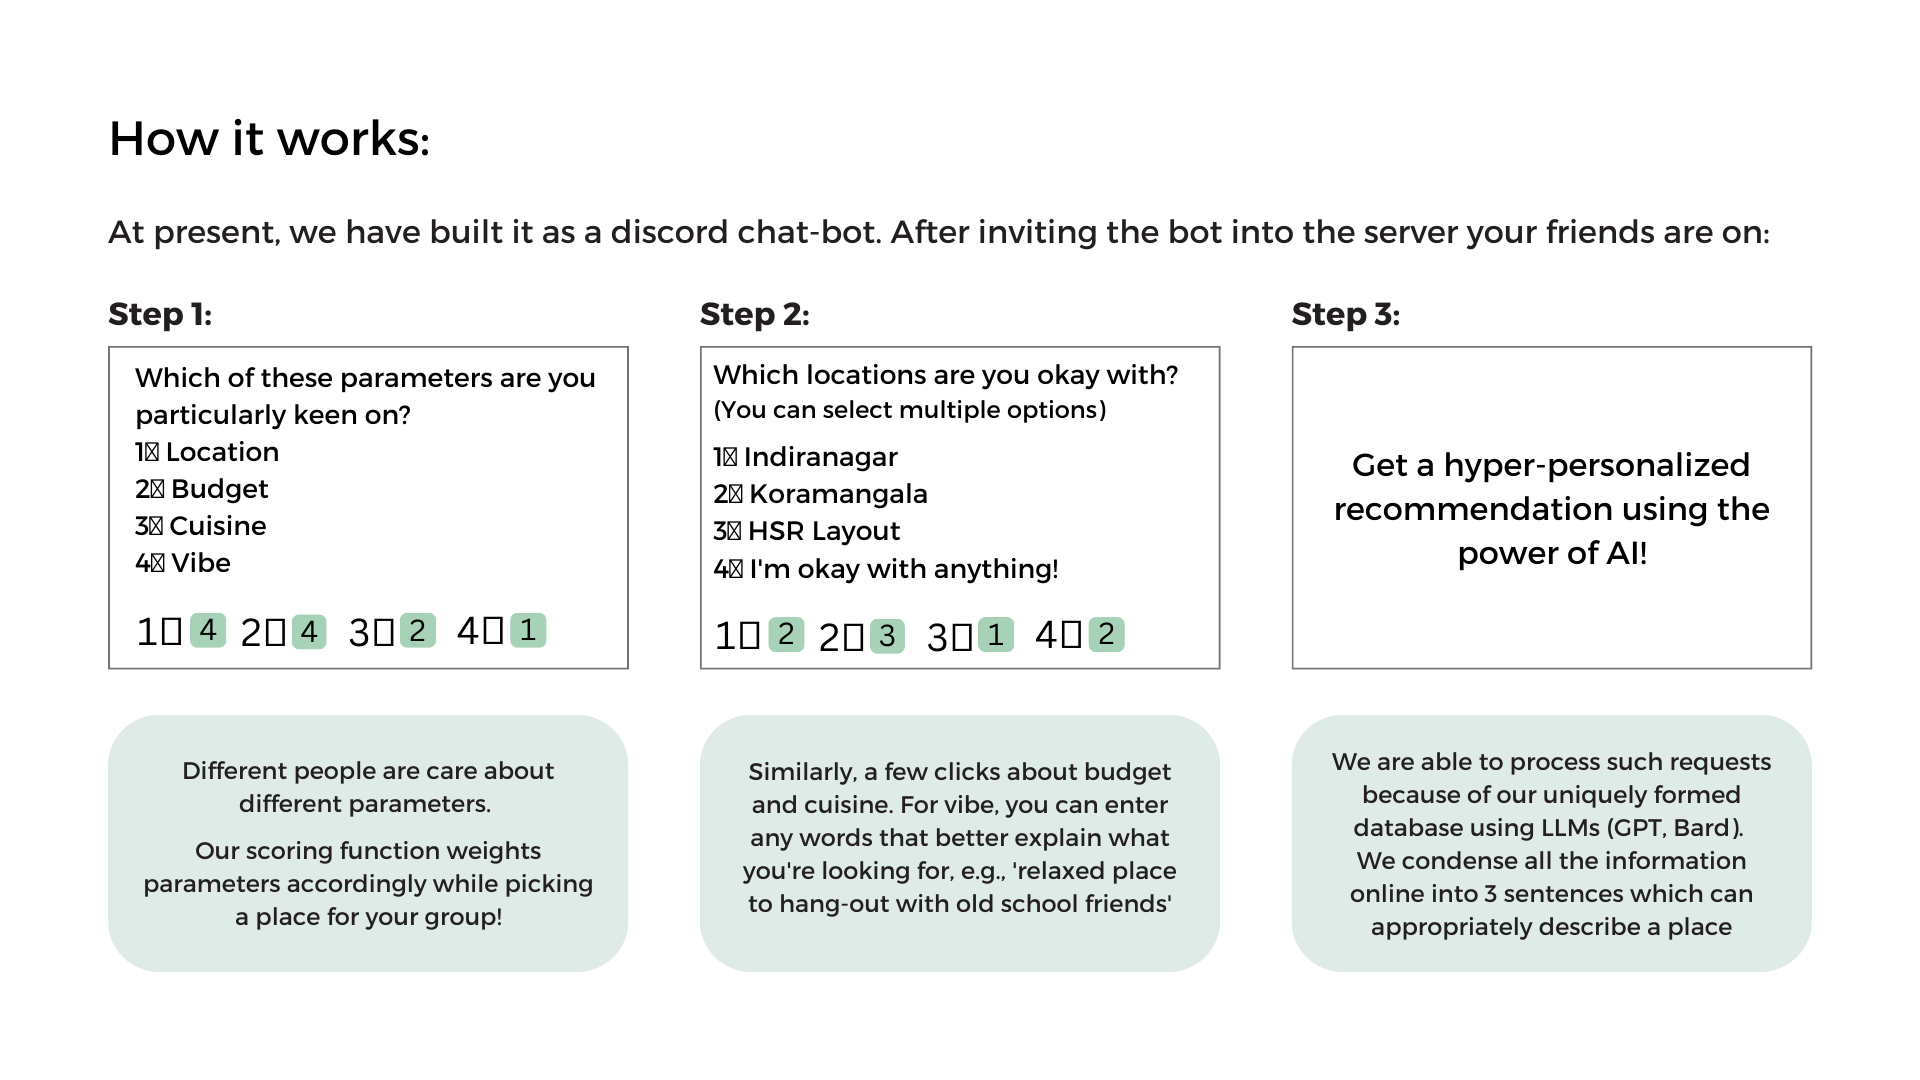 How it works:
At present, we have built it as a discord chat-bot. After inviting the bot into the server your friends are on:
Step 1:
Which of these parameters are you
particularly keen on?
1 Location
2 Budget
3 Cuisine
4 Vibe
1 4 2 4 3 2 4 1
Different people are care about
different parameters.
Our scoring function weights
parameters accordingly while picking
a place for your group!
Step 2:
Which locations are you okay with?
(You can select multiple options)
1 Indiranagar
2 Koramangala
3 HSR Layout
4 I'm okay with anything!
1 2 2 3 3 1 4 2
Similarly, a few clicks about budget
and cuisine. For vibe, you can enter
any words that better explain what
you're looking for, e.g., 'relaxed place
to hang-out with old school friends'
Step 3:
Get a hyper-personalized
recommendation using the
power of AI!
We are able to process such requests
because of our uniquely formed
database using LLMs (GPT, Bard).
We condense all the information
online into 3 sentences which can
appropriately describe a place